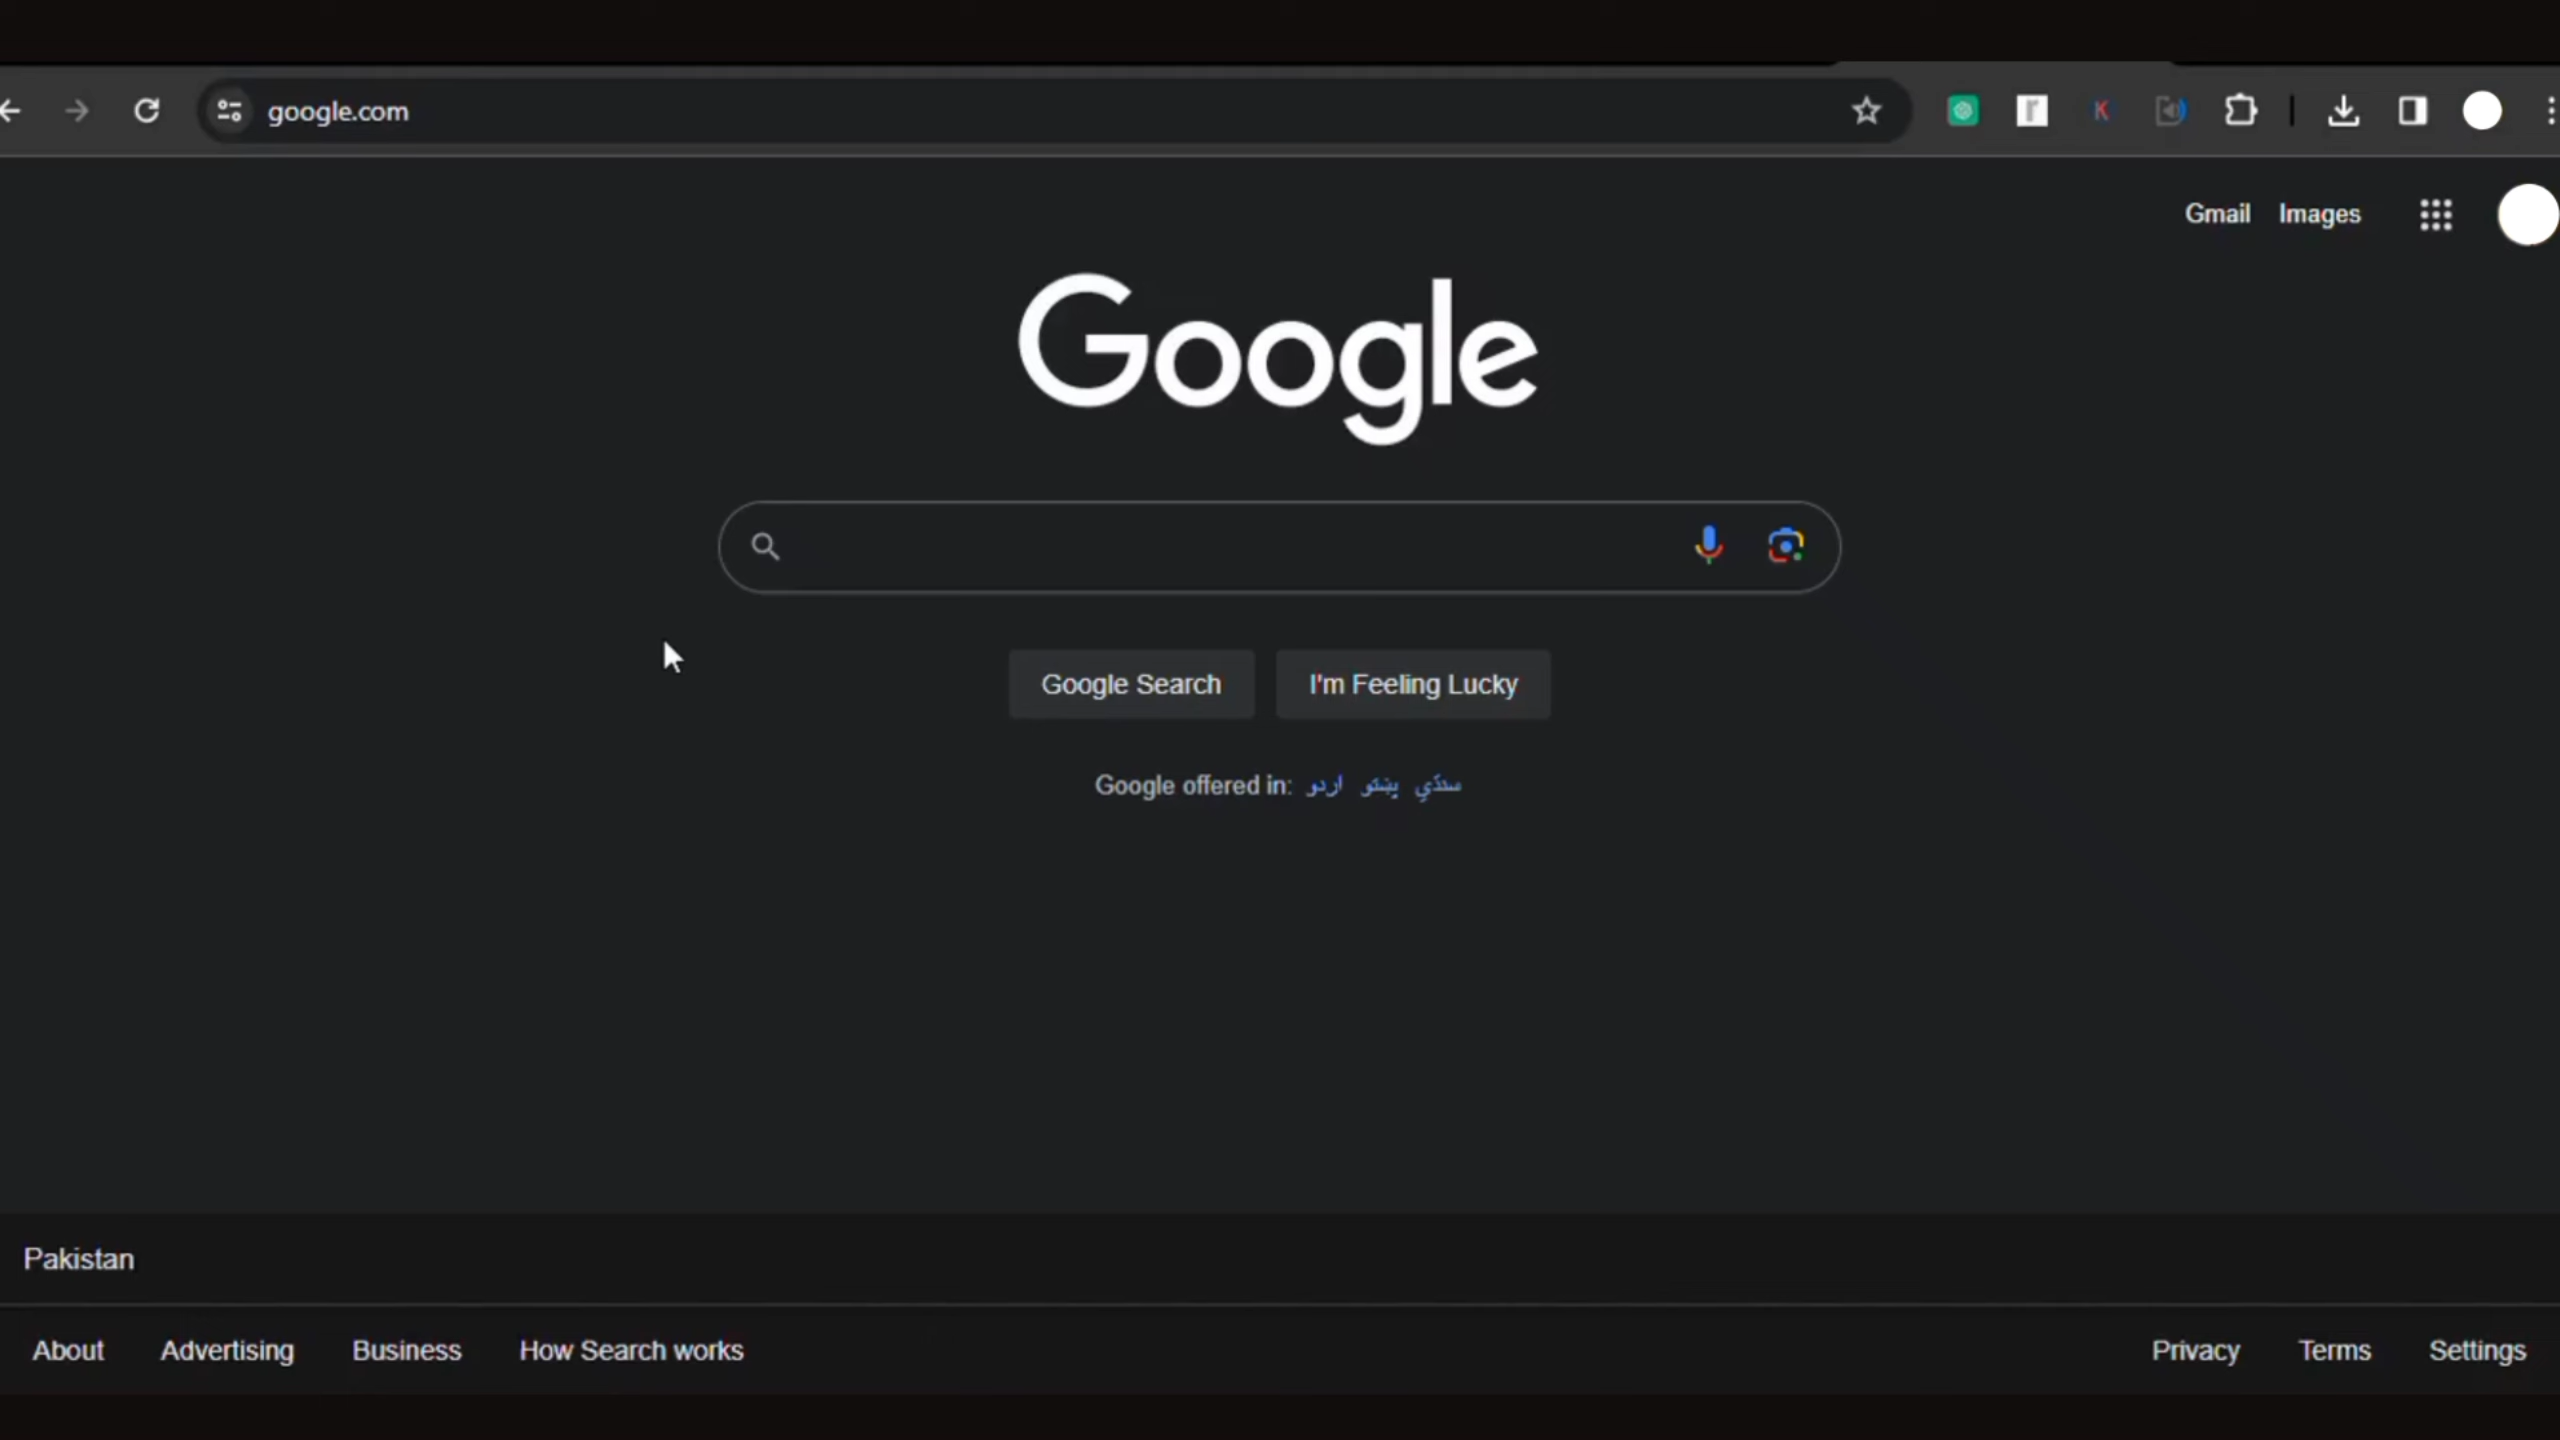 google.com
Gmail Images
Google
Google Search I'm Feeling Lucky
Google offered in: اردو پښتو سنڌي
Pakistan
About Advertising Business How Search works Privacy Terms Settings